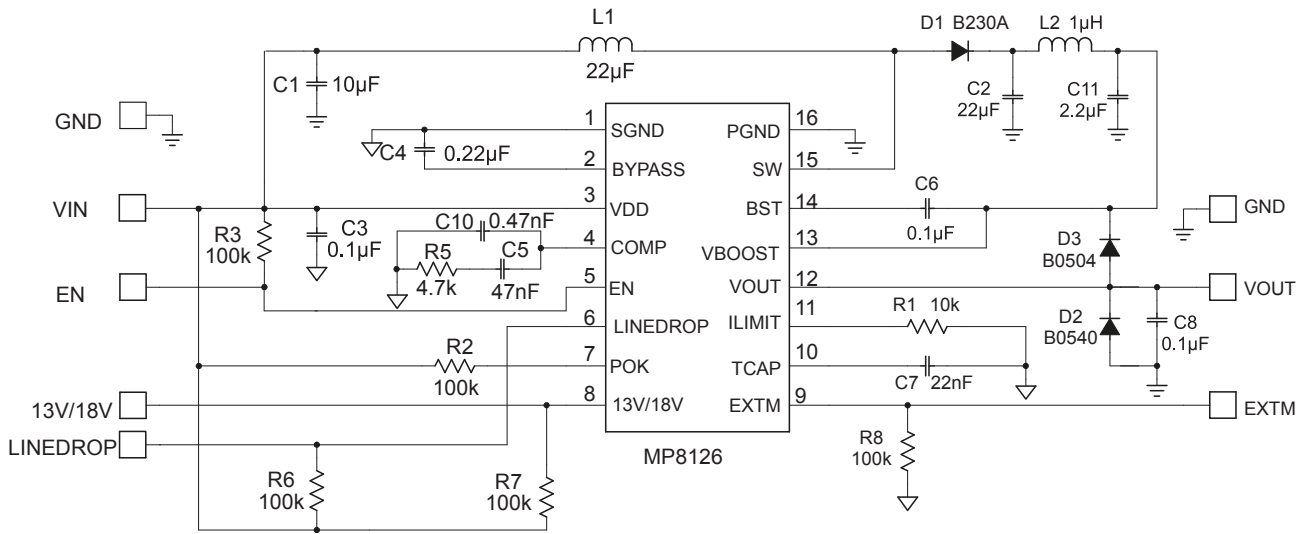 L1
22µF
D1 B230A
L2 1µH
C1
10µF
C2
22µF
C11
2.2µF
GND
1
SGND
PGND
16
C4
0.22µF
2
BYPASS
SW
15
VIN
3
VDD
BST
14
C6
0.1µF
GND
R3
100k
C3
0.1µF
C10
0.47nF
4
COMP
VBOOST
13
D3
B0504
R5
4.7k
C5
47nF
EN
5
EN
VOUT
12
VOUT
6
LINEDROP
ILIMIT
11
R1 10k
D2
B0540
C8
0.1µF
R2
100k
7
POK
TCAP
10
C7
22nF
13V/18V
8
13V/18V
EXTM
9
EXTM
LINEDROP
MP8126
R6
100k
R7
100k
R8
100k